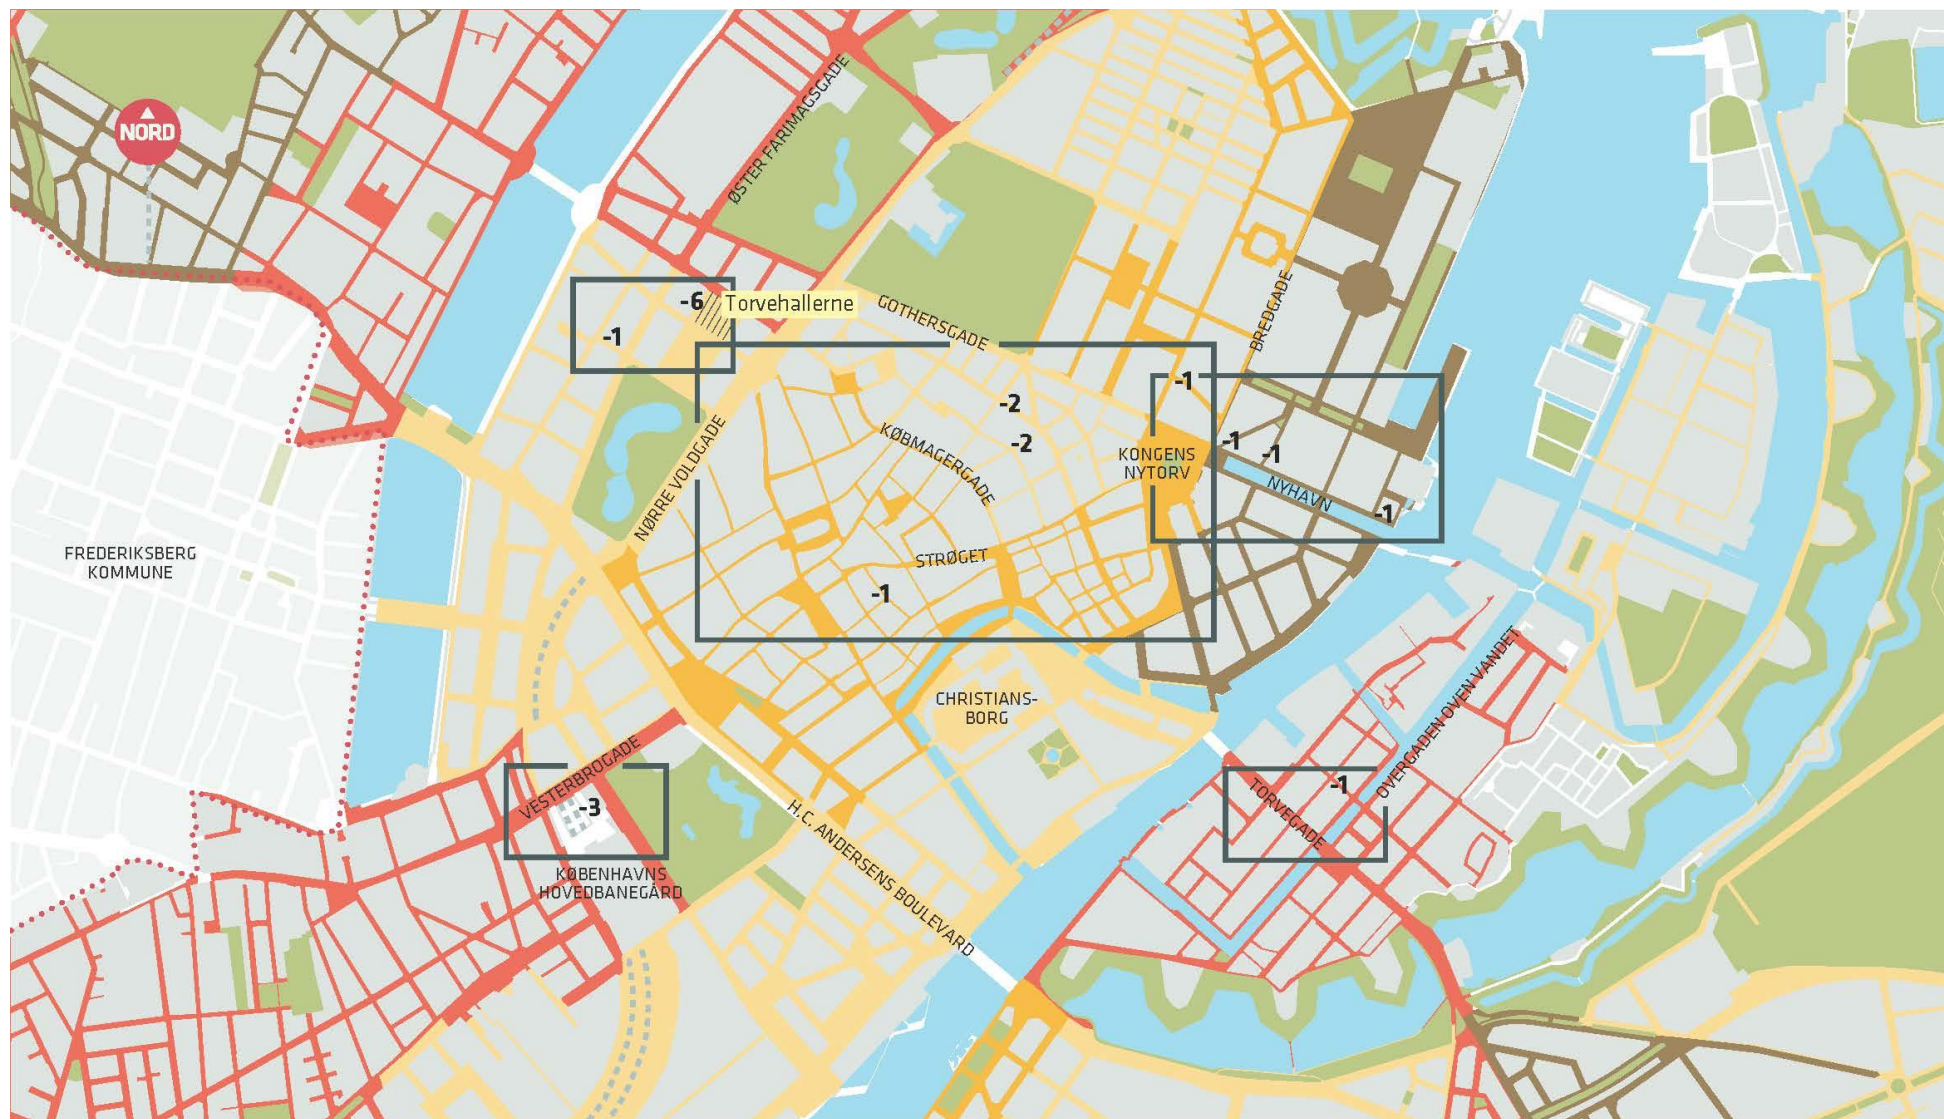 NORD
ØSTER FARIMAGSGADE
-6
Torvehallerne
-1
GOTHERSGADE
BREDGADE
-1
-2
-2
KØBMAGERGADE
NØRRE VOLDGADE
KONGENS
NYTORV
-1
-1
NYHAVN
-1
STRØGET
-1
FREDERIKSBERG
KOMMUNE
CHRISTIANS-
BORG
OVERGADEN OVEN VANDET
VESTERBROGADE
-3
TORVEGADE
-1
H.C. ANDERSENS BOULEVARD
KØBENHAVNS
HOVEDBANEGÅRD